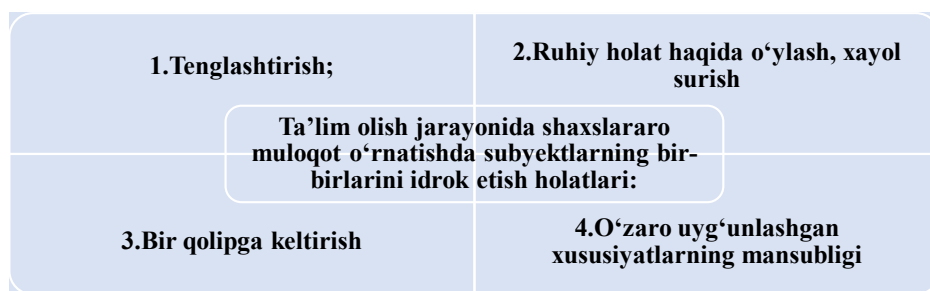 1.Tenglashtirish;
2.Ruhiy holat haqida o‘ylash, xayol
surish
Ta’lim olish jarayonida shaxslararo
muloqot o‘rnatishda subyektlarning bir-
birlarini idrok etish holatlari:
3.Bir qolipga keltirish
4.O‘zaro uyg‘unlashgan
xususiyatlarning mansubligi